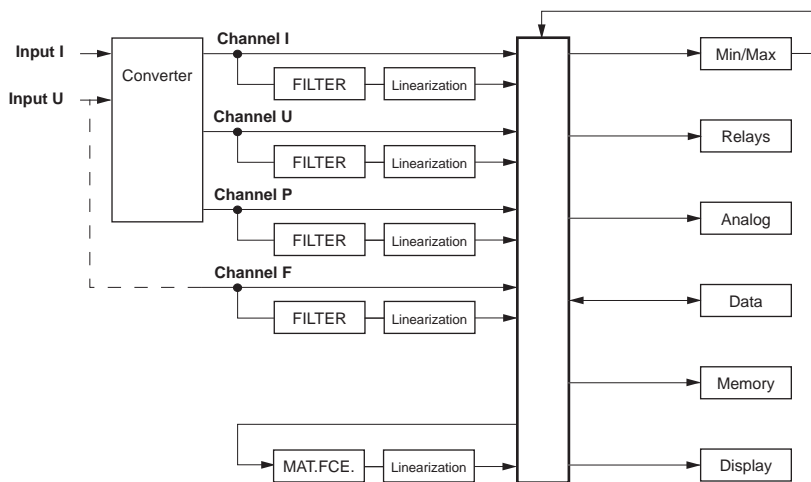 Input I
Input U
Converter
Channel I
FILTER
Linearization
Channel U
FILTER
Linearization
Channel P
FILTER
Linearization
Channel F
FILTER
Linearization
MAT.FCE.
Linearization
Min/Max
Relays
Analog
Data
Memory
Display